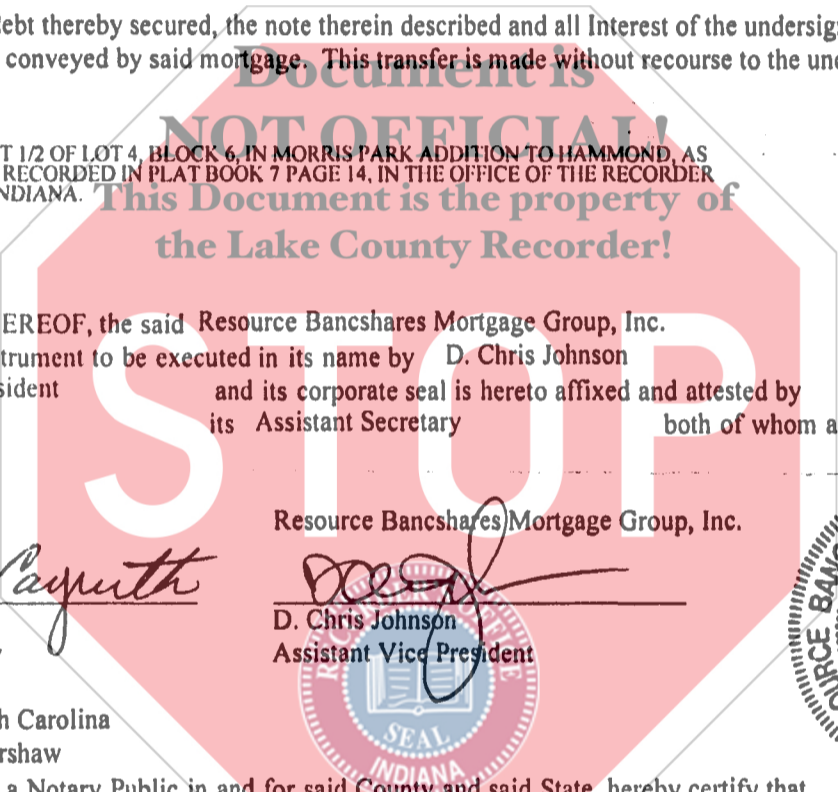 ebt thereby secured, the note therein described and all Interest of the undersig
conveyed by said mortgage. This transfer is made without recourse to the un
Document is
NOT OFFICIAL!
T 1/2 OF LOT 4, BLOCK 6, IN MORRIS PARK ADDITION TO HAMMOND, AS
RECORDED IN PLAT BOOK 7 PAGE 14, IN THE OFFICE OF THE RECORDER
NDIANA.
This Document is the property of
the Lake County Recorder!
EREOF, the said Resource Bancshares Mortgage Group, Inc.
trument to be executed in its name by D. Chris Johnson
sident and its corporate seal is hereto affixed and attested by
its Assistant Secretary both of whom a
STOP
Resource Bancshares Mortgage Group, Inc.
D. Chris Johnson
Assistant Vice President
RECORDER'S OFFICE
SEAL
INDIANA
URCE BAN
h Carolina
rshaw
a Notary Public in and for said County and said State, hereby certify that